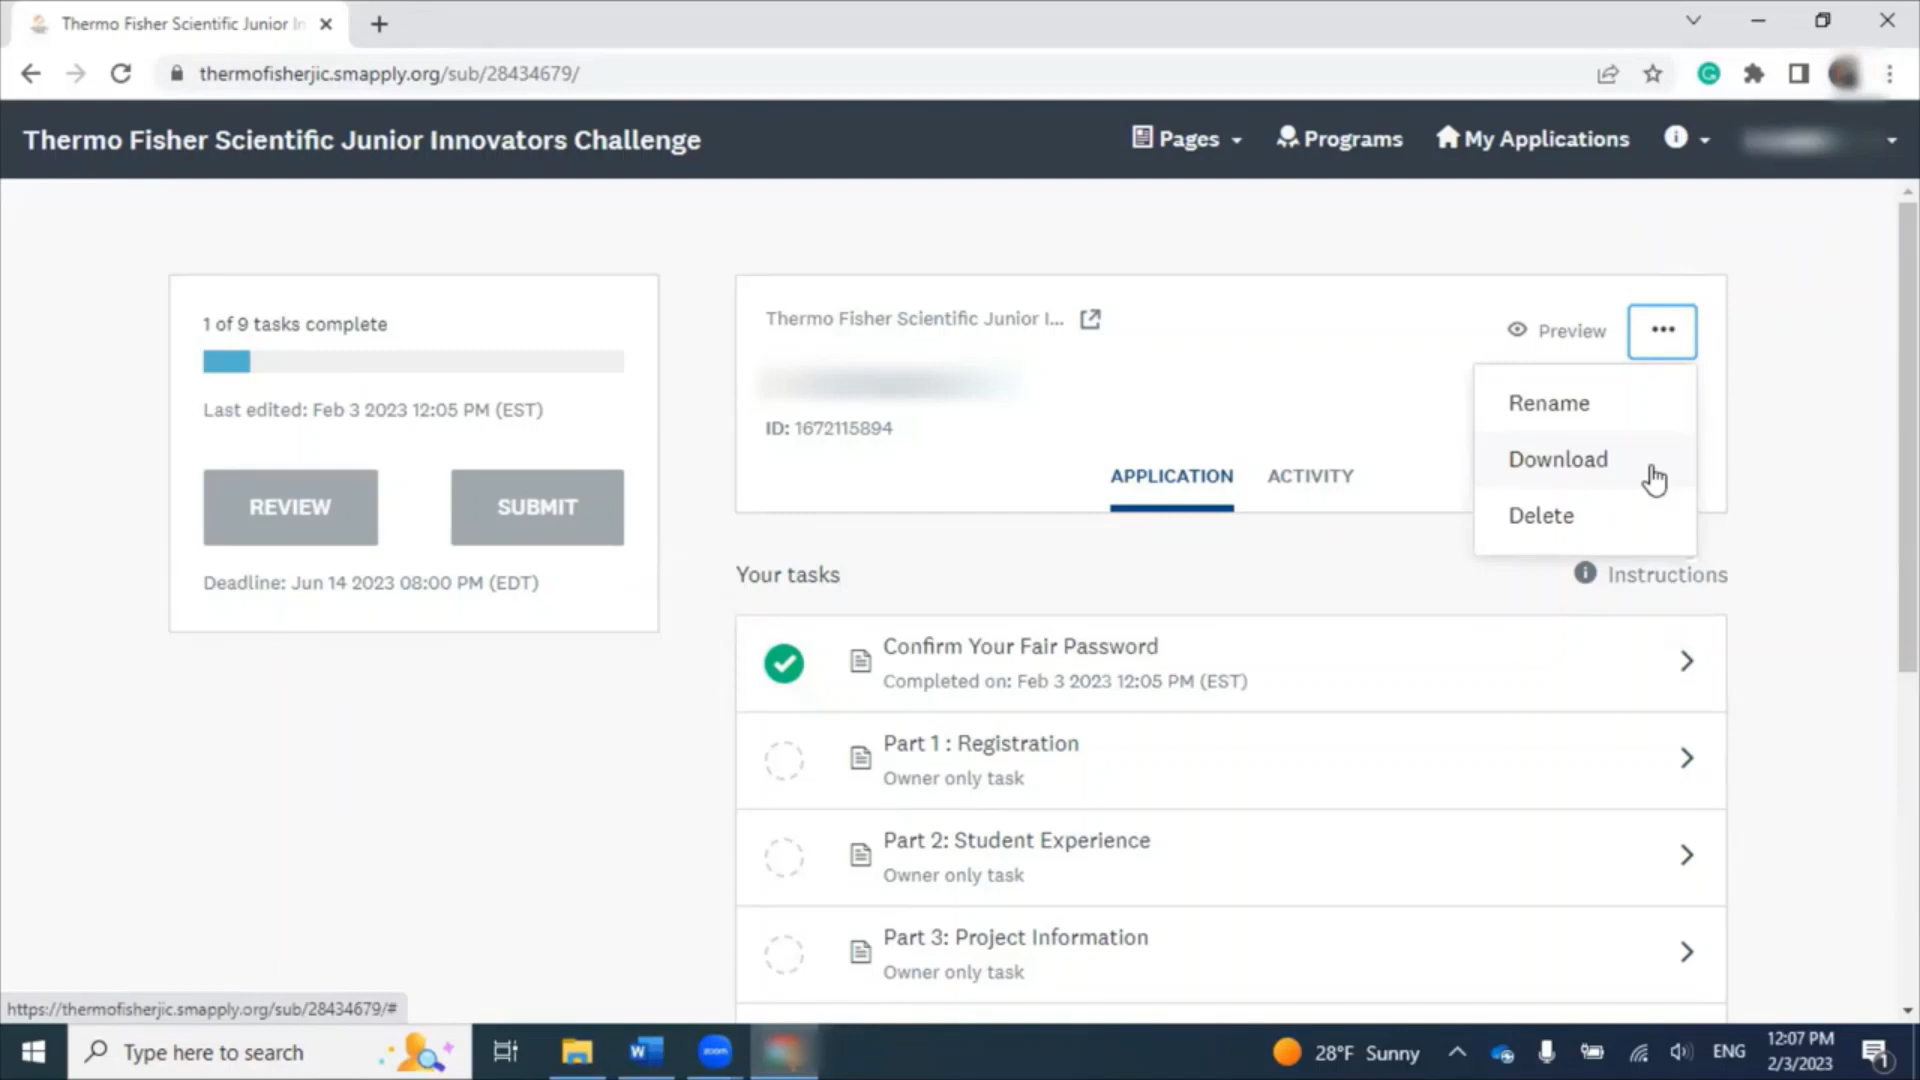 Thermo Fisher Scientific Junior In
thermofisherjic.smapply.org/sub/28434679/
Thermo Fisher Scientific Junior Innovators Challenge
Pages
Programs
My Applications
1 of 9 tasks complete
Last edited: Feb 3 2023 12:05 PM (EST)
REVIEW
SUBMIT
Deadline: Jun 14 2023 08:00 PM (EDT)
Thermo Fisher Scientific Junior I...
Preview
ID: 1672115894
Rename
Download
Delete
APPLICATION
ACTIVITY
Your tasks
Instructions
Confirm Your Fair Password
Completed on: Feb 3 2023 12:05 PM (EST)
Part 1 : Registration
Owner only task
Part 2: Student Experience
Owner only task
Part 3: Project Information
Owner only task
https://thermofisherjic.smapply.org/sub/28434679/#
Type here to search
W
zoom
28°F Sunny
ENG
12:07 PM
2/3/2023
1